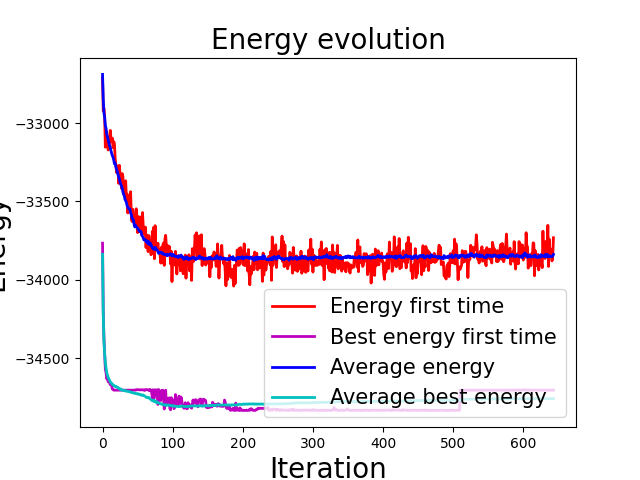 Energy evolution
Energy
−33000
−33500
−34000
−34500
Energy first time
Best energy first time
Average energy
Average best energy
0 100 200 300 400 500 600
Iteration